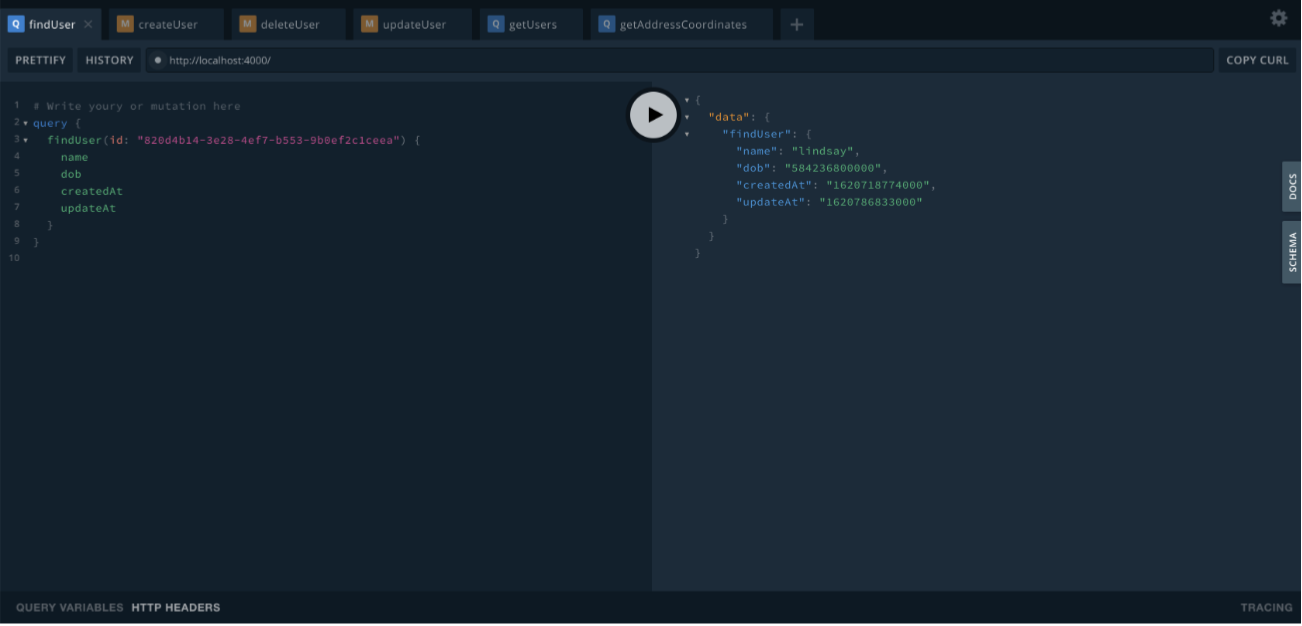 Q findUser × M createUser M deleteUser M updateUser Q getUsers Q getAddressCoordinates +
PRETTIFY HISTORY http://localhost:4000/ COPY CURL
1 # Write youry or mutation here
2 query {
3 findUser(id: "820d4b14-3e28-4ef7-b553-9b0ef2c1ceea") {
4 name
5 dob
6 createdAt
7 updateAt
8 }
9 }
10
{
"data": {
"findUser": {
"name": "lindsay",
"dob": "584236800000",
"createdAt": "1620718774000",
"updateAt": "1620786833000"
}
}
}
DOCS
SCHEMA
QUERY VARIABLES HTTP HEADERS TRACING